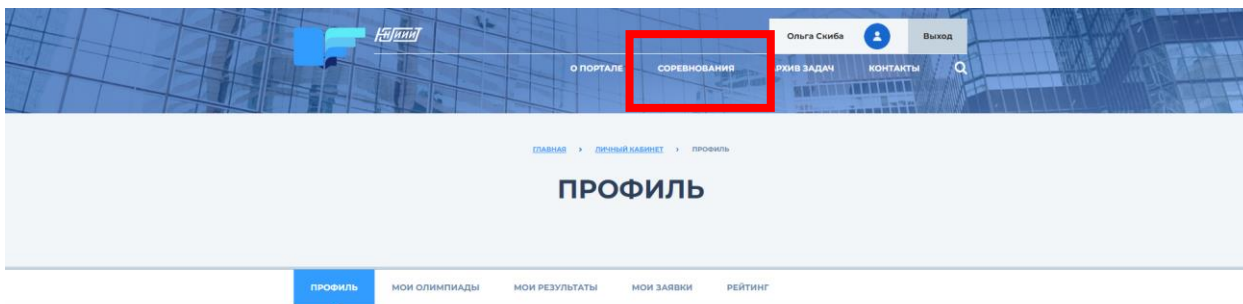 Ольга Скиба Выход
О ПОРТАЛЕ СОРЕВНОВАНИЯ АРХИВ ЗАДАЧ КОНТАКТЫ
ГЛАВНАЯ › ЛИЧНЫЙ КАБИНЕТ › ПРОФИЛЬ
ПРОФИЛЬ
ПРОФИЛЬ МОИ ОЛИМПИАДЫ МОИ РЕЗУЛЬТАТЫ МОИ ЗАЯВКИ РЕЙТИНГ